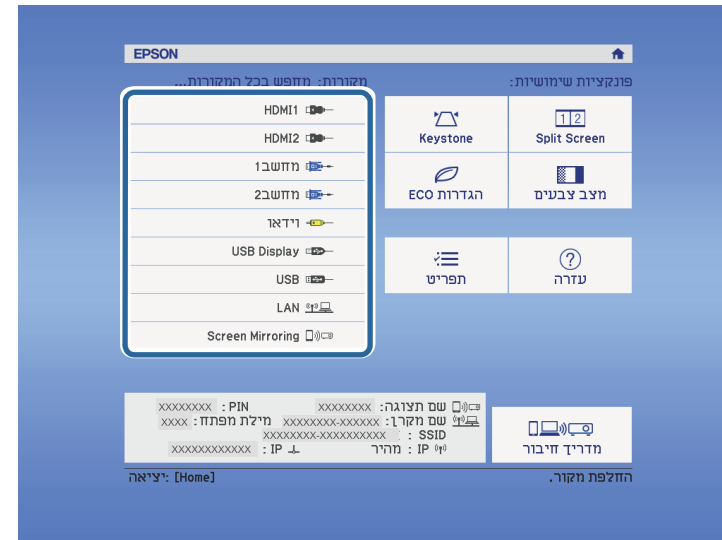 EPSON
פונקציות שימושיות:
Split Screen
1 2
Keystone
מצב צבעים
הגדרות ECO
עזרה
תפריט
מקורות: מחפש בכל המקורות...
HDMI1
HDMI2
מחשב1
מחשב2
וידאו
USB Display
USB
LAN
Screen Mirroring
מדריך חיבור
שם תצוגה: xxxxxxxx PIN : xxxxxxxx
שם מקרן: xxxxxxxx-xxxxxx מילת מפתח: xxxx
SSID : xxxxxxxx-xxxxxxxxxx
IP : מהיר IP : xxxxxxxxxxxx
החלפת מקור.
[Home] :יציאה